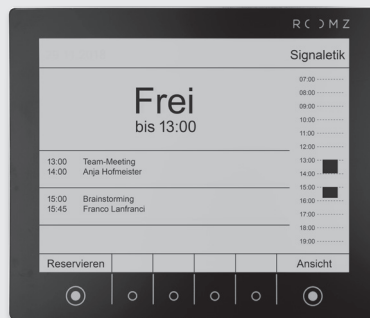 ROOMZ
Signaletik
Frei
bis 13:00
13:00 Team-Meeting
14:00 Anja Hofmeister
15:00 Brainstorming
15:45 Franco Lanfranci
07:00
08:00
09:00
10:00
11:00
12:00
13:00
14:00
15:00
16:00
17:00
18:00
19:00
Reservieren
Ansicht